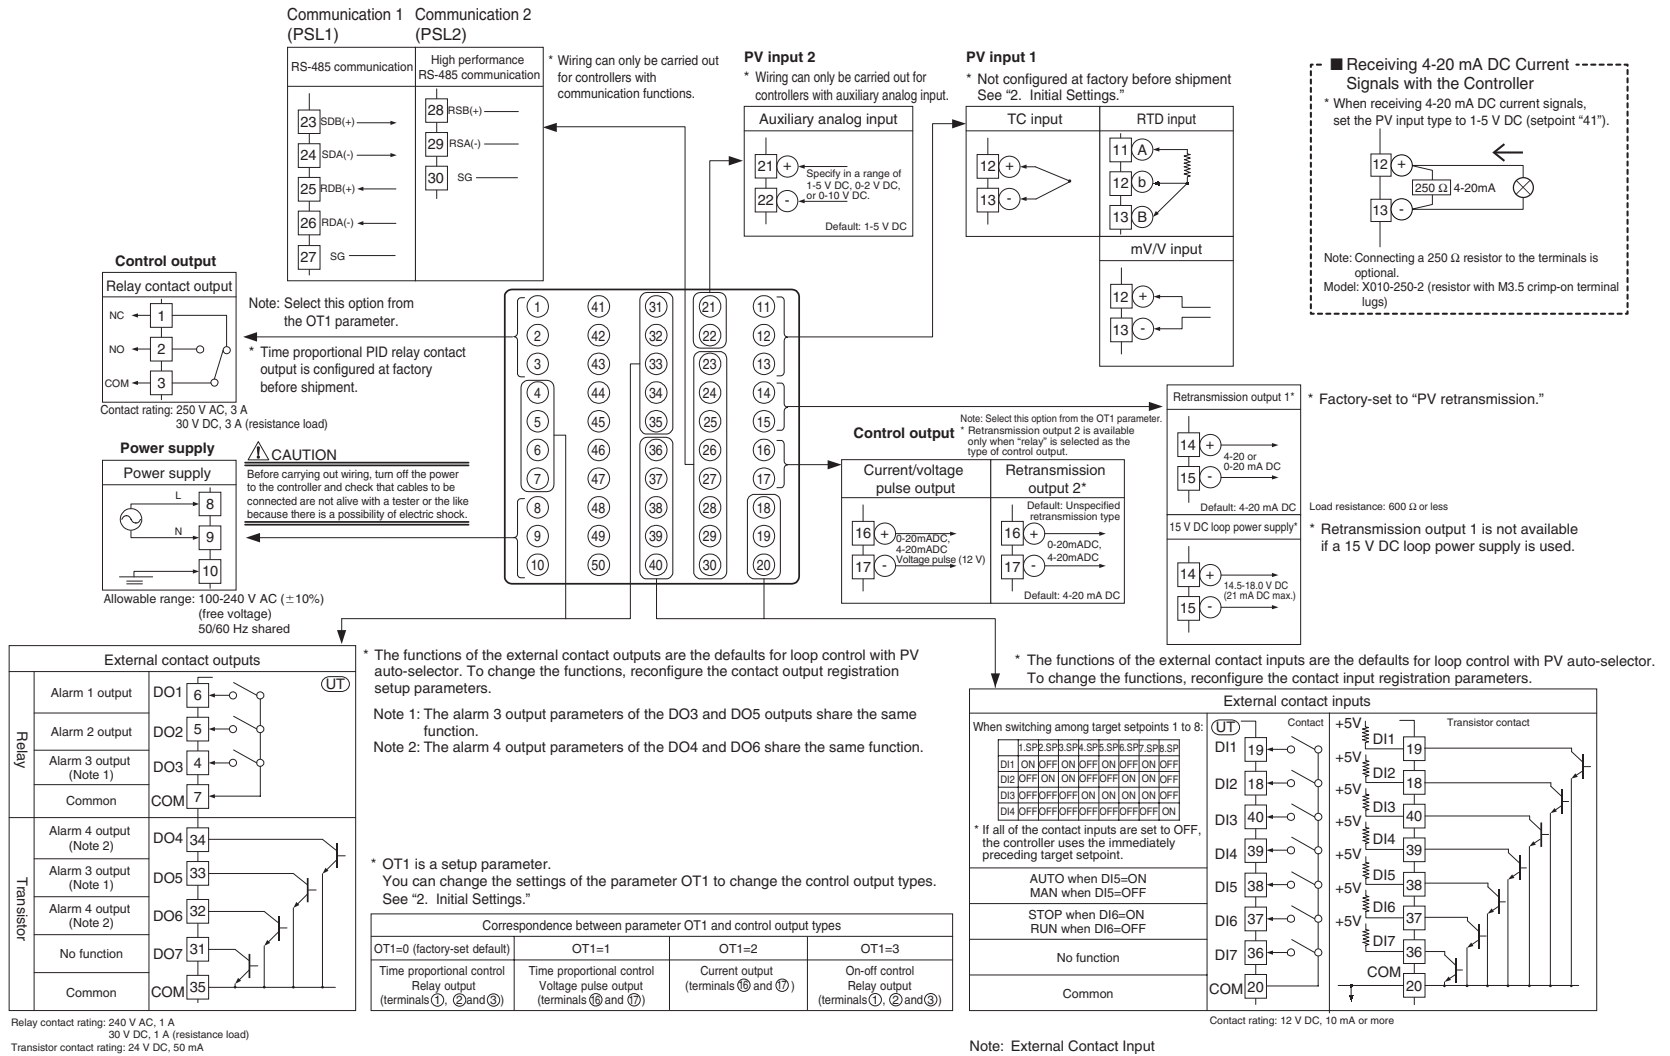 Communication 1
(PSL1)
Communication 2
(PSL2)
RS-485 communication
High performance
RS-485 communication
23 SDB(+)
24 SDA(-)
25 RDB(+)
26 RDA(-)
27 SG
28 RSB(+)
29 RSA(-)
30 SG
* Wiring can only be carried out
for controllers with
communication functions.
PV input 2
* Wiring can only be carried out for
controllers with auxiliary analog input.
Auxiliary analog input
21 +
22 -
Specify in a range of
1-5 V DC, 0-2 V DC,
or 0-10 V DC.
Default: 1-5 V DC
PV input 1
* Not configured at factory before shipment
See “2. Initial Settings.”
TC input
12 +
13 -
RTD input
11 A
12 b
13 B
mV/V input
12 +
13 -
■ Receiving 4-20 mA DC Current
Signals with the Controller
* When receiving 4-20 mA DC current signals,
set the PV input type to 1-5 V DC (setpoint “41”).
12 +
250 Ω 4-20mA
13 -
Note: Connecting a 250 Ω resistor to the terminals is
optional.
Model: X010-250-2 (resistor with M3.5 crimp-on terminal
lugs)
Control output
Relay contact output
NC 1
NO 2
COM 3
Contact rating: 250 V AC, 3 A
30 V DC, 3 A (resistance load)
Note: Select this option from
the OT1 parameter.
* Time proportional PID relay contact
output is configured at factory
before shipment.
Power supply
Power supply
L 8
N 9
10
Allowable range: 100-240 V AC (±10%)
(free voltage)
50/60 Hz shared
CAUTION
Before carrying out wiring, turn off the power
to the controller and check that cables to be
connected are not alive with a tester or the like
because there is a possibility of electric shock.
1 41 31 21 11
2 42 32 22 12
3 43 33 23 13
4 44 34 24 14
5 45 35 25 15
6 46 36 26 16
7 47 37 27 17
8 48 38 28 18
9 49 39 29 19
10 50 40 30 20
Control output
Note: Select this option from the OT1 parameter.
* Retransmission output 2 is available
only when “relay” is selected as the
type of control output.
Current/voltage
pulse output
16 +
17 -
0-20mADC,
4-20mADC
Voltage pulse (12 V)
Retransmission
output 2*
Default: Unspecified
retransmission type
16 +
17 -
0-20mADC,
4-20mADC
Default: 4-20 mA DC
Retransmission output 1*
14 +
15 -
4-20 or
0-20 mA DC
Default: 4-20 mA DC
15 V DC loop power supply*
14 +
15 -
14.5-18.0 V DC
(21 mA DC max.)
* Factory-set to “PV retransmission.”
Load resistance: 600 Ω or less
* Retransmission output 1 is not available
if a 15 V DC loop power supply is used.
External contact outputs
UT
Relay
Alarm 1 output DO1 6
Alarm 2 output DO2 5
Alarm 3 output
(Note 1)
DO3 4
Common COM 7
Transistor
Alarm 4 output
(Note 2)
DO4 34
Alarm 3 output
(Note 1)
DO5 33
Alarm 4 output
(Note 2)
DO6 32
No function DO7 31
Common COM 35
Relay contact rating: 240 V AC, 1 A
30 V DC, 1 A (resistance load)
Transistor contact rating: 24 V DC, 50 mA
* The functions of the external contact outputs are the defaults for loop control with PV
auto-selector. To change the functions, reconfigure the contact output registration
setup parameters.
Note 1: The alarm 3 output parameters of the DO3 and DO5 outputs share the same
function.
Note 2: The alarm 4 output parameters of the DO4 and DO6 share the same function.
* OT1 is a setup parameter.
You can change the settings of the parameter OT1 to change the control output types.
See “2. Initial Settings.”
Correspondence between parameter OT1 and control output types
OT1=0 (factory-set default) OT1=1 OT1=2 OT1=3
Time proportional control
Relay output
(terminals①, ②and③)
Time proportional control
Voltage pulse output
(terminals⑯ and ⑰)
Current output
(terminals⑯ and ⑰)
On-off control
Relay output
(terminals①, ②and③)
* The functions of the external contact inputs are the defaults for loop control with PV auto-selector.
To change the functions, reconfigure the contact input registration parameters.
External contact inputs
When switching among target setpoints 1 to 8:
1.SP 2.SP 3.SP 4.SP 5.SP 6.SP 7.SP 8.SP
DI1 ON OFF ON OFF ON OFF ON OFF
DI2 OFF ON ON OFF OFF ON ON OFF
DI3 OFF OFF OFF ON ON ON ON OFF
DI4 OFF OFF OFF OFF OFF OFF OFF ON
* If all of the contact inputs are set to OFF,
the controller uses the immediately
preceding target setpoint.
AUTO when DI5=ON
MAN when DI5=OFF
STOP when DI6=ON
RUN when DI6=OFF
No function
Common
UT Contact
DI1 19
DI2 18
DI3 40
DI4 39
DI5 38
DI6 37
DI7 36
COM 20
Transistor contact
+5V DI1 19
+5V DI2 18
+5V DI3 40
+5V DI4 39
+5V DI5 38
+5V DI6 37
+5V DI7 36
COM 20
Contact rating: 12 V DC, 10 mA or more
Note: External Contact Input